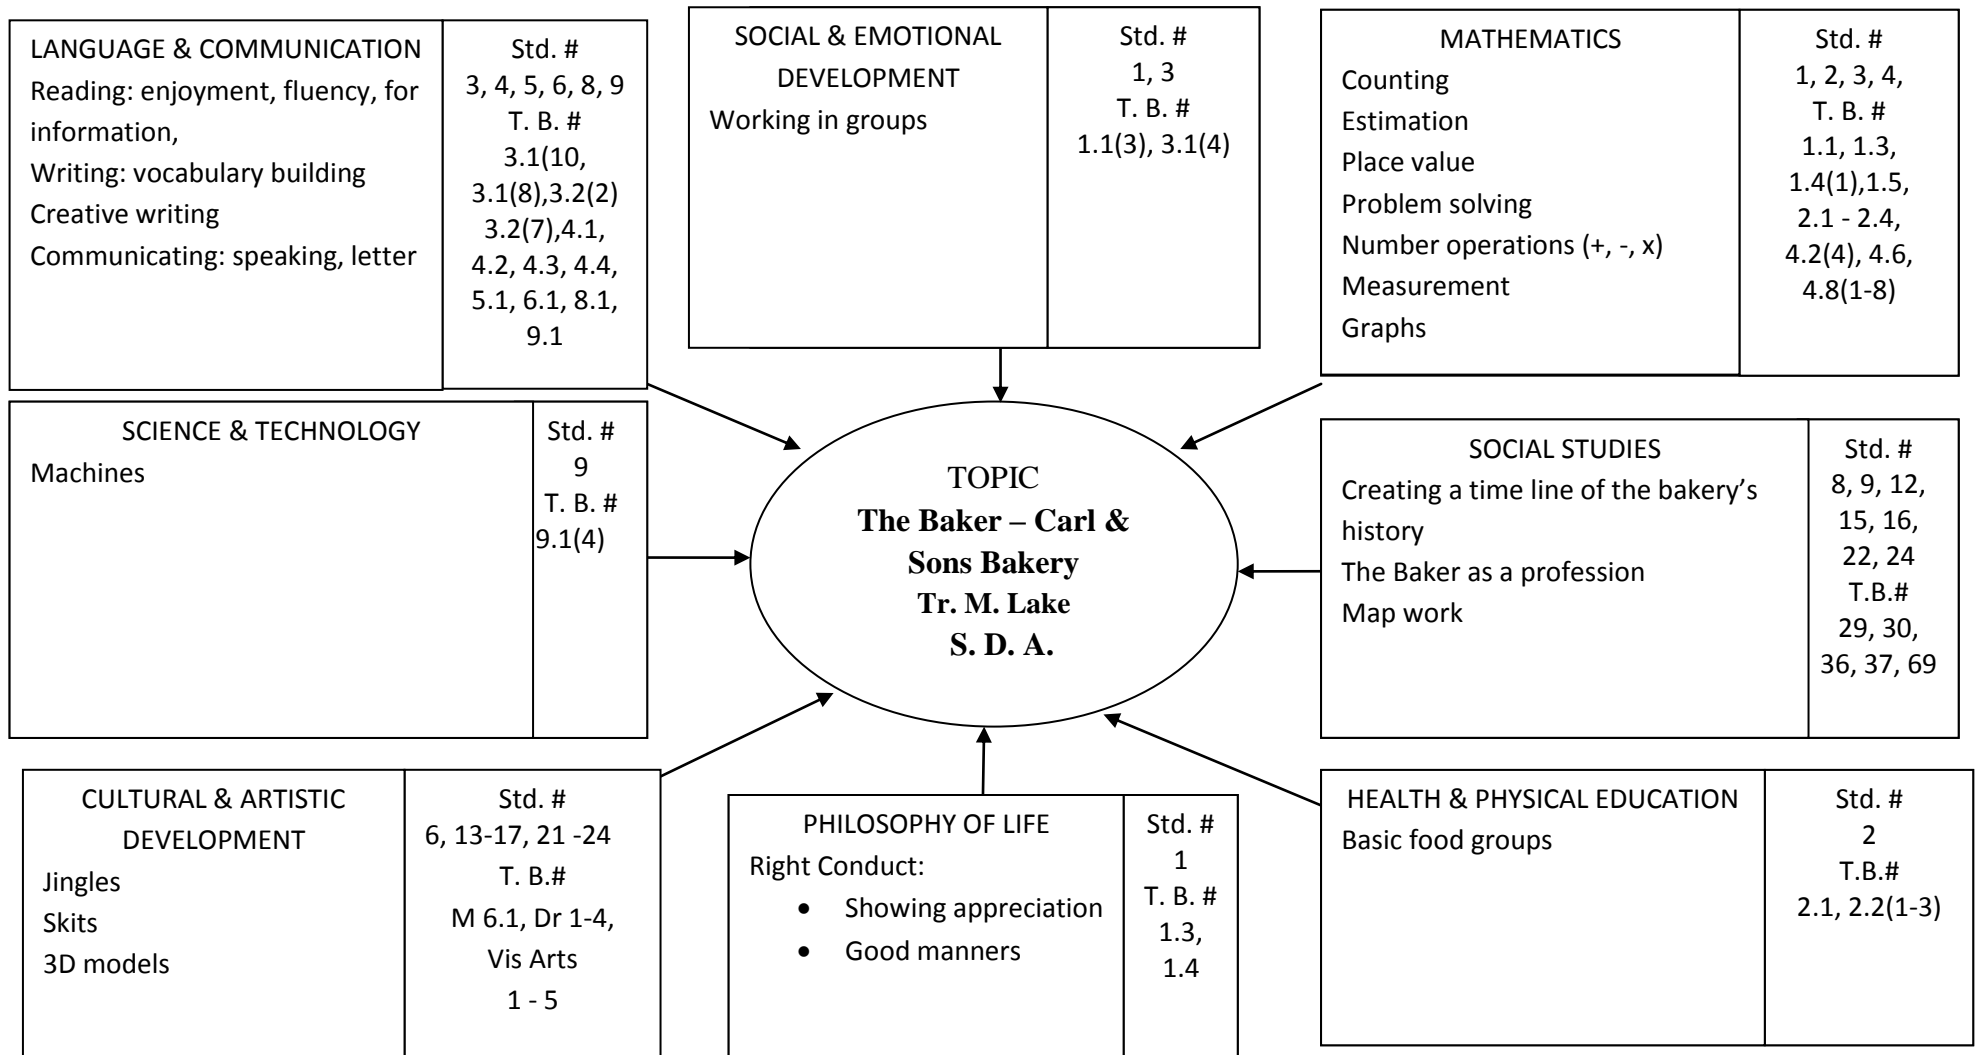 LANGUAGE & COMMUNICATION
Reading: enjoyment, fluency, for
information,
Writing: vocabulary building
Creative writing
Communicating: speaking, letter
Std. #
3, 4, 5, 6, 8, 9
T. B. #
3.1(10,
3.1(8),3.2(2)
3.2(7),4.1,
4.2, 4.3, 4.4,
5.1, 6.1, 8.1,
9.1
SOCIAL & EMOTIONAL
DEVELOPMENT
Working in groups
Std. #
1, 3
T. B. #
1.1(3), 3.1(4)
MATHEMATICS
Counting
Estimation
Place value
Problem solving
Number operations (+, -, x)
Measurement
Graphs
Std. #
1, 2, 3, 4,
T. B. #
1.1, 1.3,
1.4(1),1.5,
2.1 - 2.4,
4.2(4), 4.6,
4.8(1-8)
SCIENCE & TECHNOLOGY
Machines
Std. #
9
T. B. #
9.1(4)
TOPIC
The Baker – Carl &
Sons Bakery
Tr. M. Lake
S. D. A.
SOCIAL STUDIES
Creating a time line of the bakery’s
history
The Baker as a profession
Map work
Std. #
8, 9, 12,
15, 16,
22, 24
T.B.#
29, 30,
36, 37, 69
CULTURAL & ARTISTIC
DEVELOPMENT
Jingles
Skits
3D models
Std. #
6, 13-17, 21 -24
T. B.#
M 6.1, Dr 1-4,
Vis Arts
1 - 5
PHILOSOPHY OF LIFE
Right Conduct:
• Showing appreciation
• Good manners
Std. #
1
T. B. #
1.3,
1.4
HEALTH & PHYSICAL EDUCATION
Basic food groups
Std. #
2
T.B.#
2.1, 2.2(1-3)